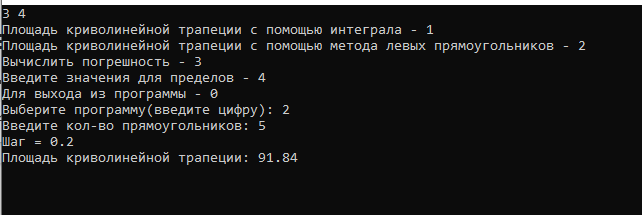 3 4
Площадь криволинейной трапеции с помощью интеграла - 1
Площадь криволинейной трапеции с помощью метода левых прямоугольников - 2
Вычислить погрешность - 3
Введите значения для пределов - 4
Для выхода из программы - 0
Выберите программу(введите цифру): 2
Введите кол-во прямоугольников: 5
Шаг = 0.2
Площадь криволинейной трапеции: 91.84